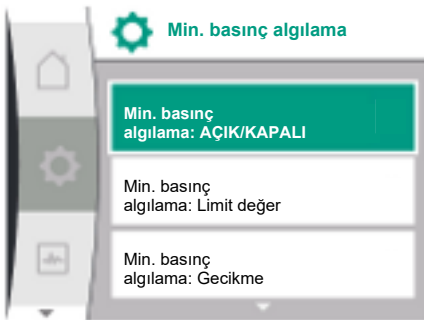 Min. basınç algılama
Min. basınç
algılama: AÇIK/KAPALI
Min. basınç
algılama: Limit değer
Min. basınç
algılama: Gecikme